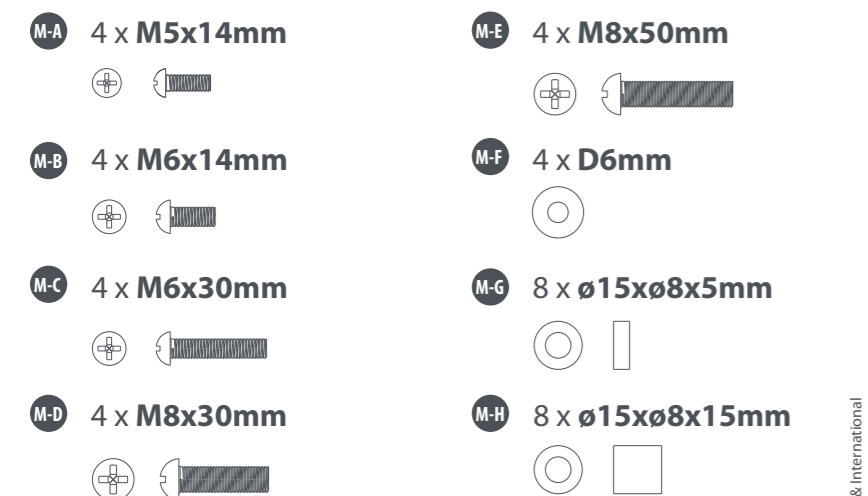 M-A 4 x M5x14mm
M-B 4 x M6x14mm
M-C 4 x M6x30mm
M-D 4 x M8x30mm
M-E 4 x M8x50mm
M-F 4 x D6mm
M-G 8 x ø15xø8x5mm
M-H 8 x ø15xø8x15mm
& International